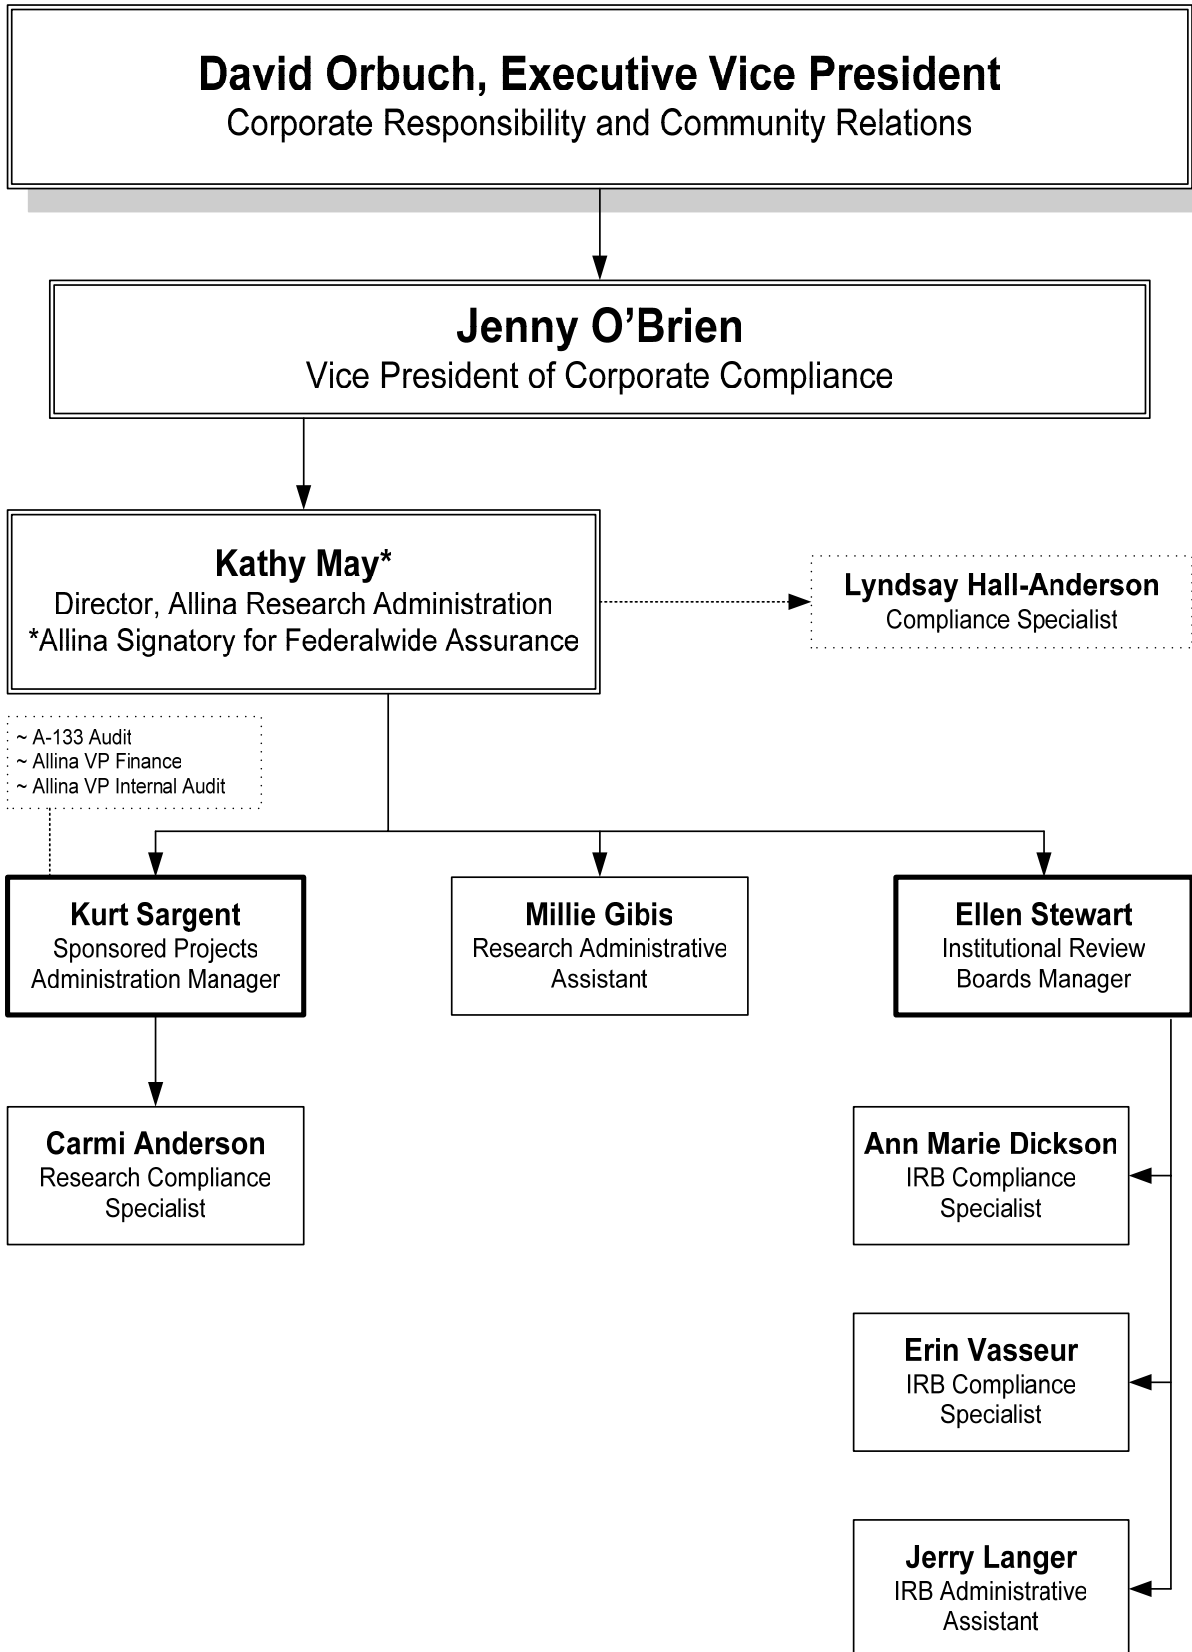 David Orbuch, Executive Vice President
Corporate Responsibility and Community Relations
Jenny O’Brien
Vice President of Corporate Compliance
Kathy May*
Director, Allina Research Administration
*Allina Signatory for Federalwide Assurance
Lyndsay Hall-Anderson
Compliance Specialist
~ A-133 Audit
~ Allina VP Finance
~ Allina VP Internal Audit
Kurt Sargent
Sponsored Projects
Administration Manager
Millie Gibis
Research Administrative
Assistant
Ellen Stewart
Institutional Review
Boards Manager
Carmi Anderson
Research Compliance
Specialist
Ann Marie Dickson
IRB Compliance
Specialist
Erin Vasseur
IRB Compliance
Specialist
Jerry Langer
IRB Administrative
Assistant